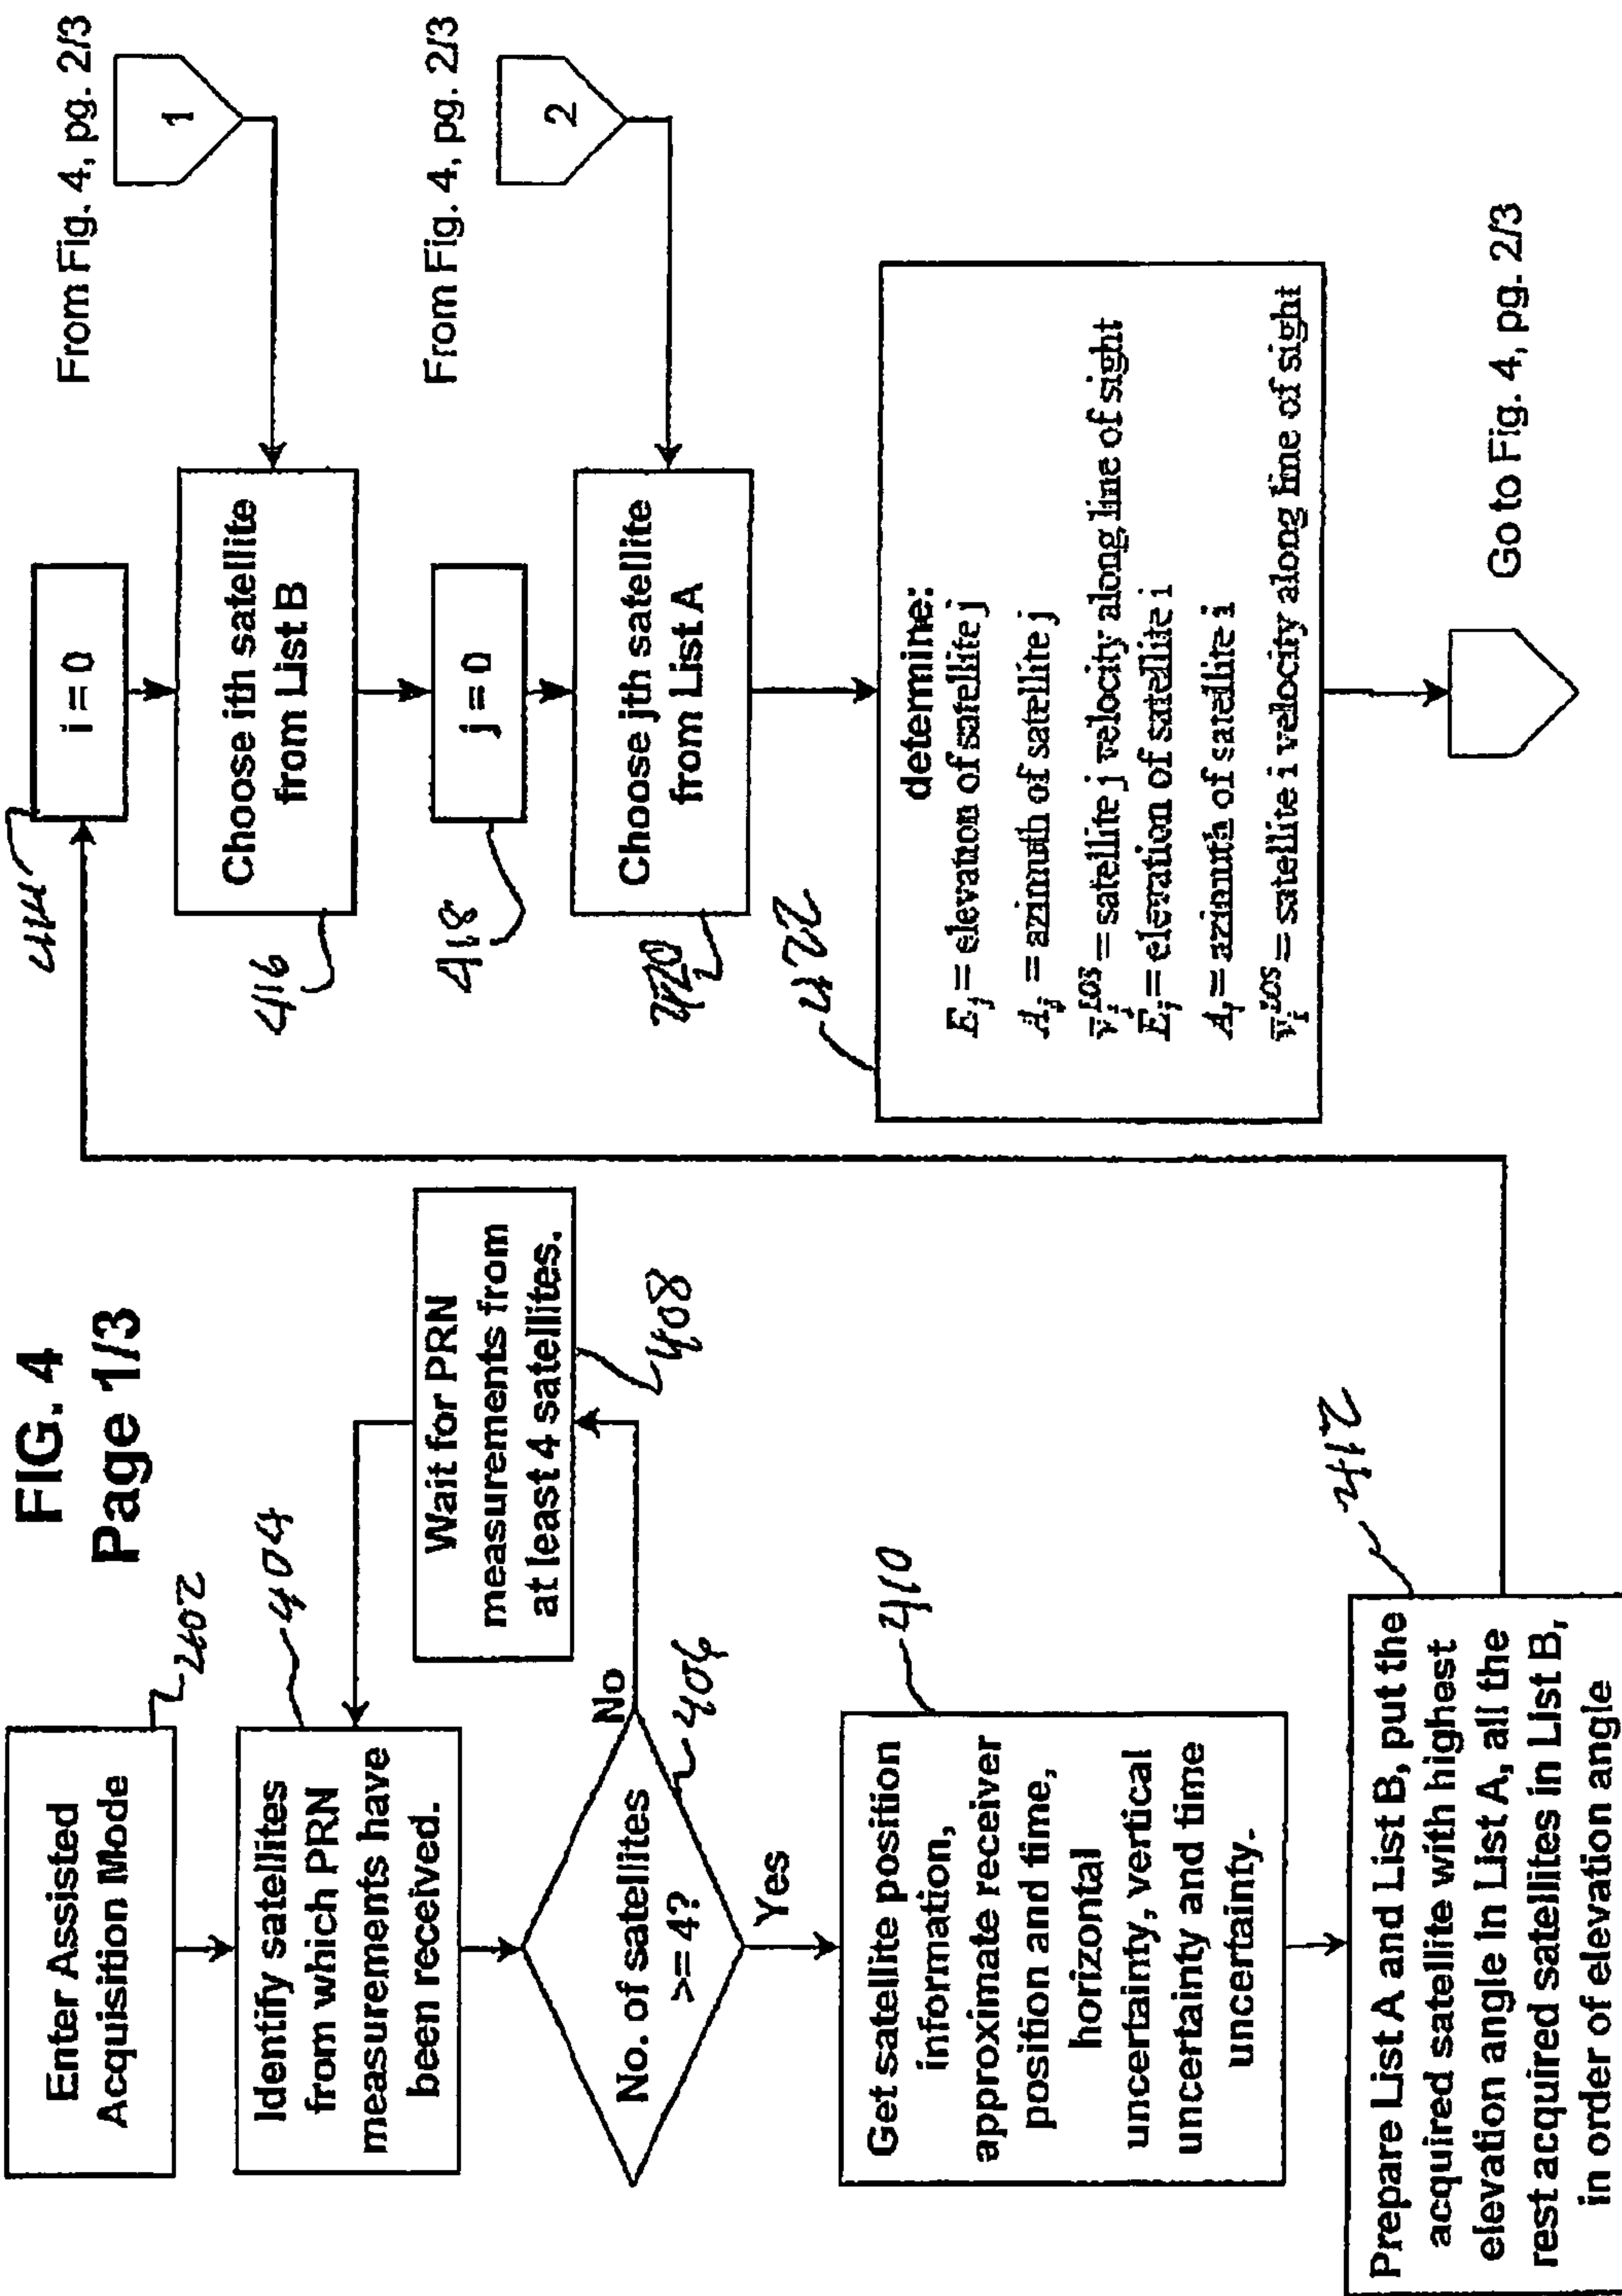 FIG. 4
Page 1/3
Enter Assisted
Acquisition Mode
402
Identify satellites
from which PRN
measurements have
been received.
404
No. of satellites
>=4?
406
No
Wait for PRN
measurements from
at least 4 satellites.
408
Yes
Get satellite position
information,
approximate receiver
position and time,
horizontal
uncertainty, vertical
uncertainty and time
uncertainty.
410
Prepare List A and List B, put the
acquired satellite with highest
elevation angle in List A, all the
rest acquired satellites in List B,
in order of elevation angle
412
i = 0
414
From Fig. 4, pg. 2/3
1
Choose ith satellite
from List B
416
j = 0
418
From Fig. 4, pg. 2/3
2
Choose jth satellite
from List A
420
determine:
E_j = elevation of satellite j
A_j = azimuth of satellite j
= satellite j velocity along line of sight
= elevation of satellite i
= azimuth of satellite i
v_i^LOS = satellite i velocity along line of sight
422
Go to Fig. 4, pg. 2/3